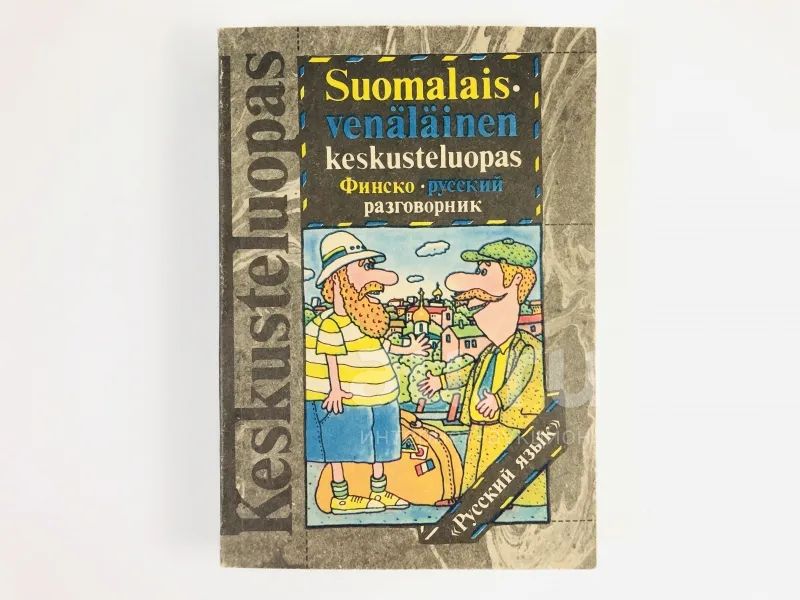 Keskusteluopas
Suomalais-
venäläinen
keskusteluopas
Финско-русский
разговорник
«Русский язык»